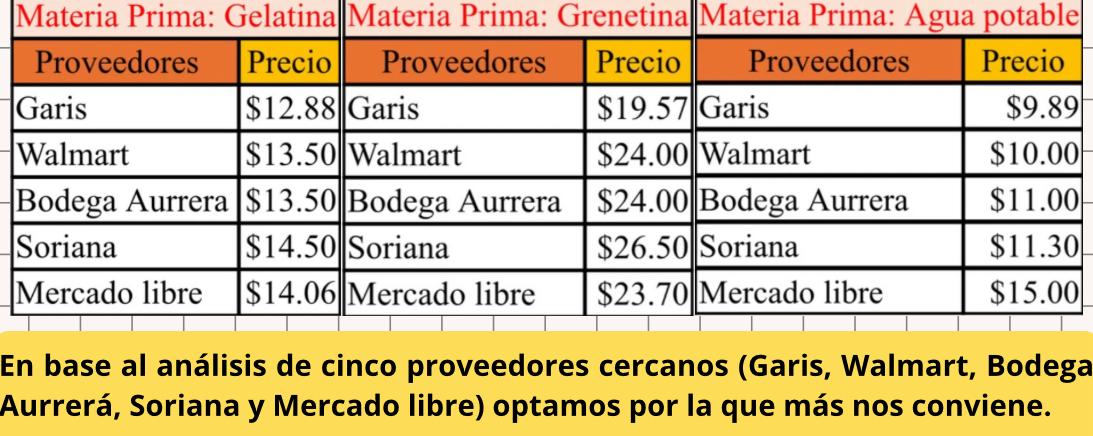 Materia Prima: Gelatina
Proveedores Precio
Garis $12.88
Walmart $13.50
Bodega Aurrera $13.50
Soriana $14.50
Mercado libre $14.06
Materia Prima: Grenetina
Proveedores Precio
Garis $19.57
Walmart $24.00
Bodega Aurrera $24.00
Soriana $26.50
Mercado libre $23.70
Materia Prima: Agua potable
Proveedores Precio
Garis $9.89
Walmart $10.00
Bodega Aurrera $11.00
Soriana $11.30
Mercado libre $15.00
En base al análisis de cinco proveedores cercanos (Garis, Walmart, Bodega
Aurrerá, Soriana y Mercado libre) optamos por la que más nos conviene.